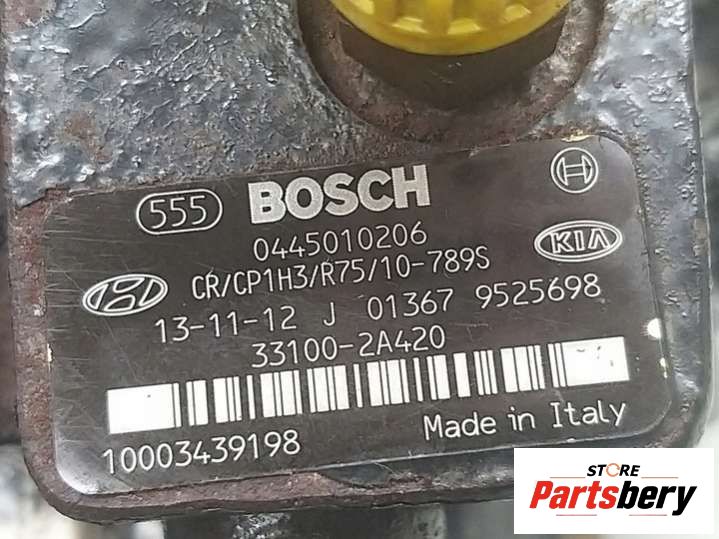 555 BOSCH
0445010206
CR/CP1H3/R75/10-789S
KIA
13-11-12 J 01367 9525698
33100-2A420
10003439198
Made in Italy
STORE
Partsbery